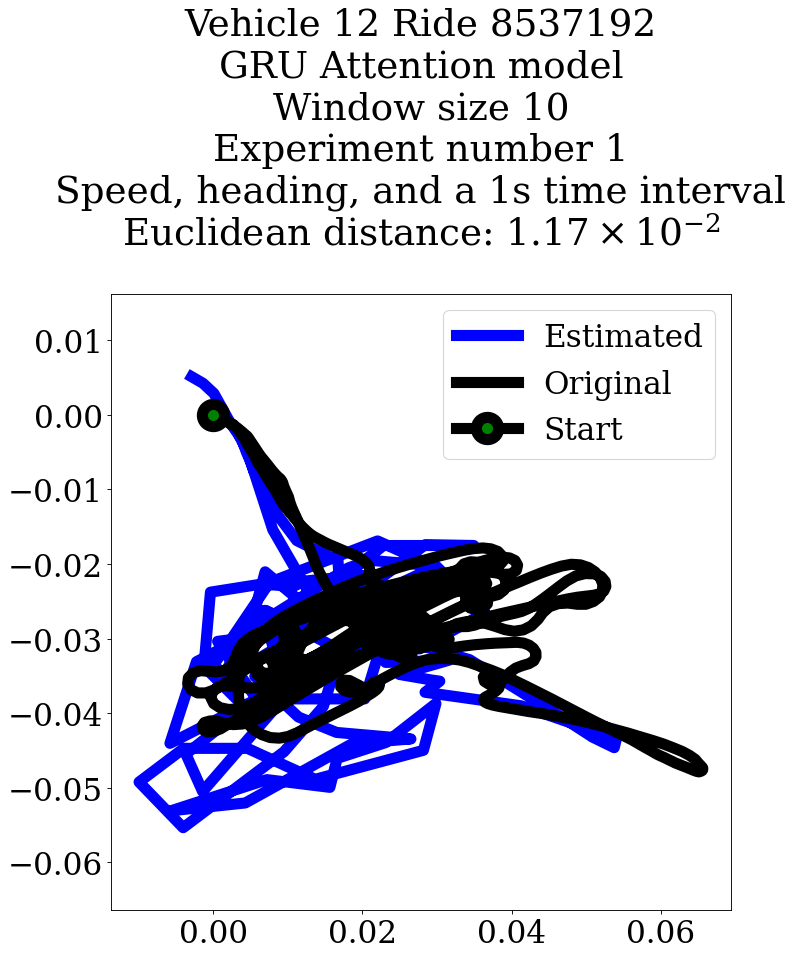 Vehicle 12 Ride 8537192
GRU Attention model
Window size 10
Experiment number 1
Speed, heading, and a 1s time interval
Euclidean distance: 1.17 × 10⁻²
Estimated
Original
Start
0.01
0.00
−0.01
−0.02
−0.03
−0.04
−0.05
−0.06
0.00 0.02 0.04 0.06